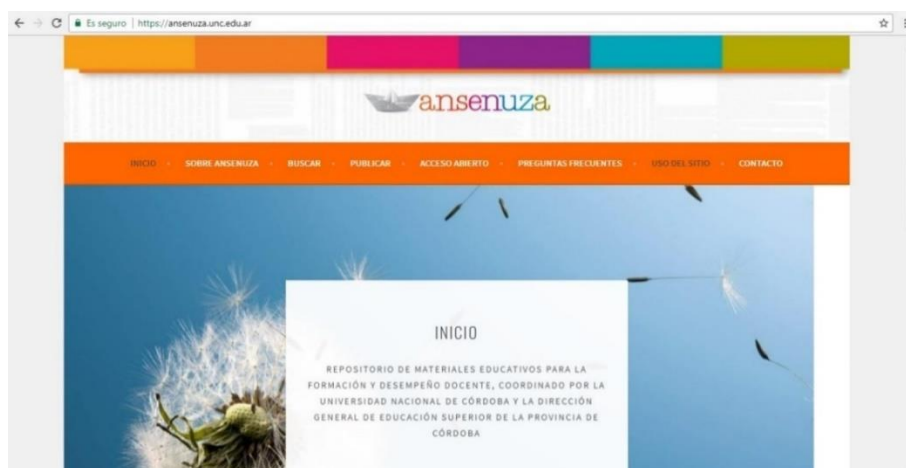 Es seguro | https://ansenuza.unc.edu.ar
ansenuza
INICIO SOBRE ANSENUZA BUSCAR PUBLICAR ACCESO ABIERTO PREGUNTAS FRECUENTES USO DEL SITIO CONTACTO
INICIO
REPOSITORIO DE MATERIALES EDUCATIVOS PARA LA
FORMACIÓN Y DESEMPEÑO DOCENTE, COORDINADO POR LA
UNIVERSIDAD NACIONAL DE CÓRDOBA Y LA DIRECCIÓN
GENERAL DE EDUCACIÓN SUPERIOR DE LA PROVINCIA DE
CÓRDOBA